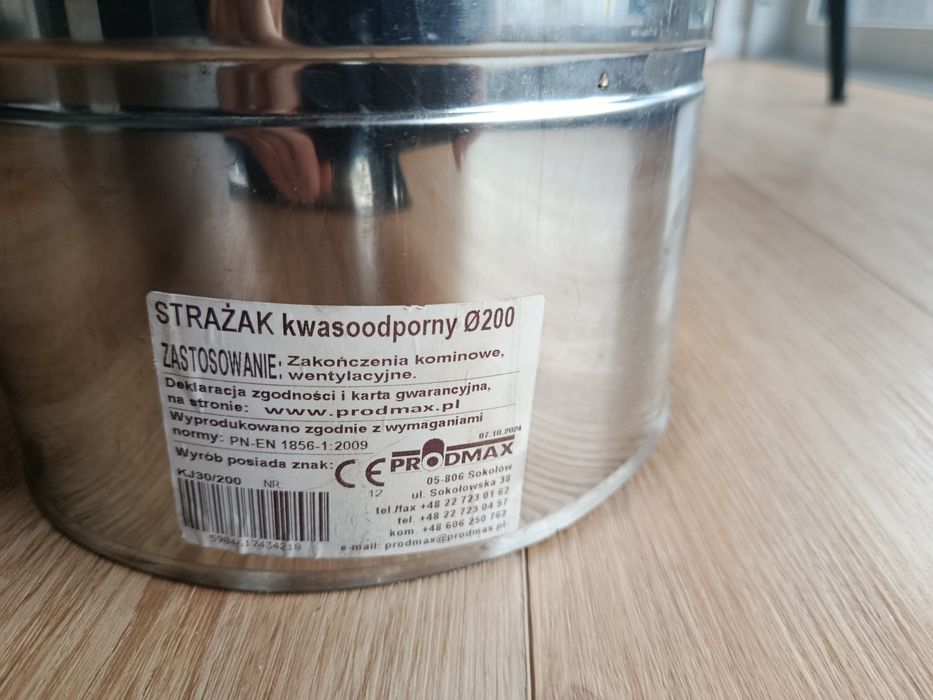 STRAŻAK kwasoodporny Ø200
ZASTOSOWANIE: Zakończenia kominowe,
wentylacyjne.
Deklaracja zgodności i karta gwarancyjna,
na stronie: www.prodmax.pl
Wyprodukowano zgodnie z wymaganiami
normy: PN-EN 1856-1:2009
07.10.2024
Wyrób posiada znak: CE PRODMAX
12
KJ30/200 NR:
05-806 Sokołów
ul. Sokołowska 38
tel./fax +48 22 723 01 62
tel. +48 22 723 04 57
kom +48 606 250 762
e-mail: prodmax@prodmax.pl
5984617434218